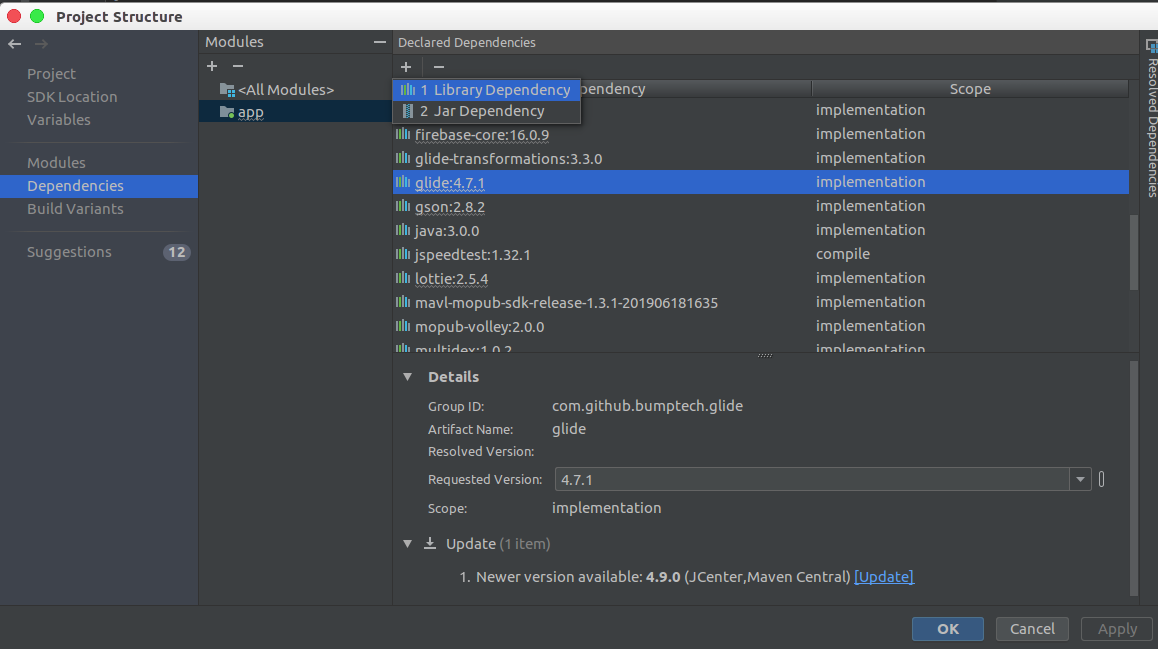 Project Structure
Project
SDK Location
Variables
Modules
Dependencies
Build Variants
Suggestions 12
Modules
<All Modules>
app
Declared Dependencies
1 Library Dependency
2 Jar Dependency
pendency Scope
implementation
firebase-core:16.0.9 implementation
glide-transformations:3.3.0 implementation
glide:4.7.1 implementation
gson:2.8.2 implementation
java:3.0.0 implementation
jspeedtest:1.32.1 compile
lottie:2.5.4 implementation
mavl-mopub-sdk-release-1.3.1-201906181635 implementation
mopub-volley:2.0.0 implementation
multidex:1.0.2 implementation
Details
Group ID: com.github.bumptech.glide
Artifact Name: glide
Resolved Version:
Requested Version: 4.7.1
Scope: implementation
Update (1 item)
1. Newer version available: 4.9.0 (JCenter,Maven Central) [Update]
Resolved Dependencies
OK Cancel Apply